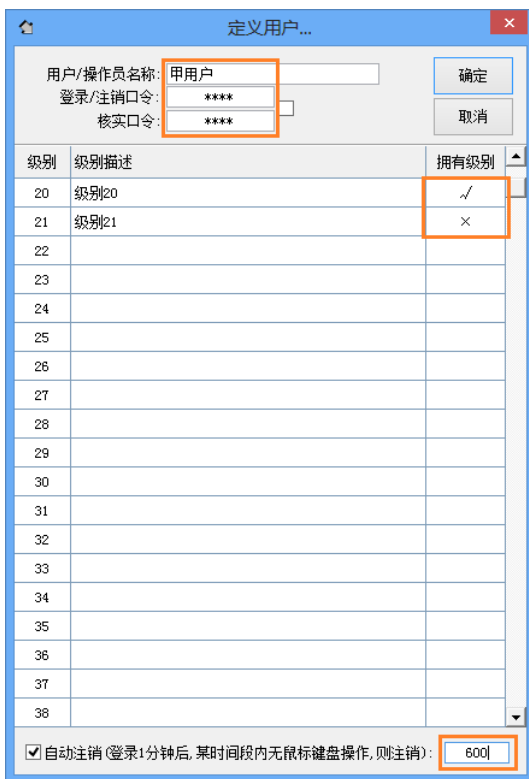 定义用户...
用户/操作员名称: 甲用户
确定
登录/注销口令: ****
核实口令: ****
取消
级别 级别描述 拥有级别
20 级别20 √
21 级别21 ×
22
23
24
25
26
27
28
29
30
31
32
33
34
35
36
37
38
自动注销(登录1分钟后,某时间段内无鼠标键盘操作,则注销): 600